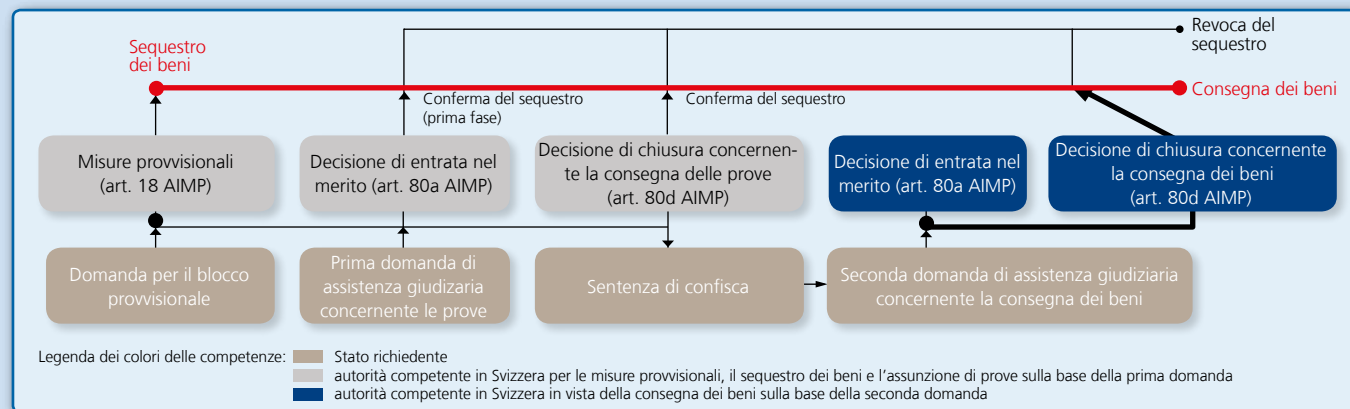 Revoca del
sequestro
Sequestro
dei beni
Consegna dei beni
Conferma del sequestro
(prima fase)
Conferma del sequestro
Misure provvisionali
(art. 18 AIMP)
Decisione di entrata nel
merito (art. 80a AIMP)
Decisione di chiusura concernen-
te la consegna delle prove
(art. 80d AIMP)
Decisione di entrata nel
merito (art. 80a AIMP)
Decisione di chiusura concernente
la consegna dei beni
(art. 80d AIMP)
Domanda per il blocco
provvisionale
Prima domanda di
assistenza giudizaria
concernente le prove
Sentenza di confisca
Seconda domanda di assistenza giudiziaria
concernente la consegna dei beni
Legenda dei colori delle competenze:
Stato richiedente
autorità competente in Svizzera per le misure provvisionali, il sequestro dei beni e l'assunzione di prove sulla base della prima domanda
autorità competente in Svizzera in vista della consegna dei beni sulla base della seconda domanda